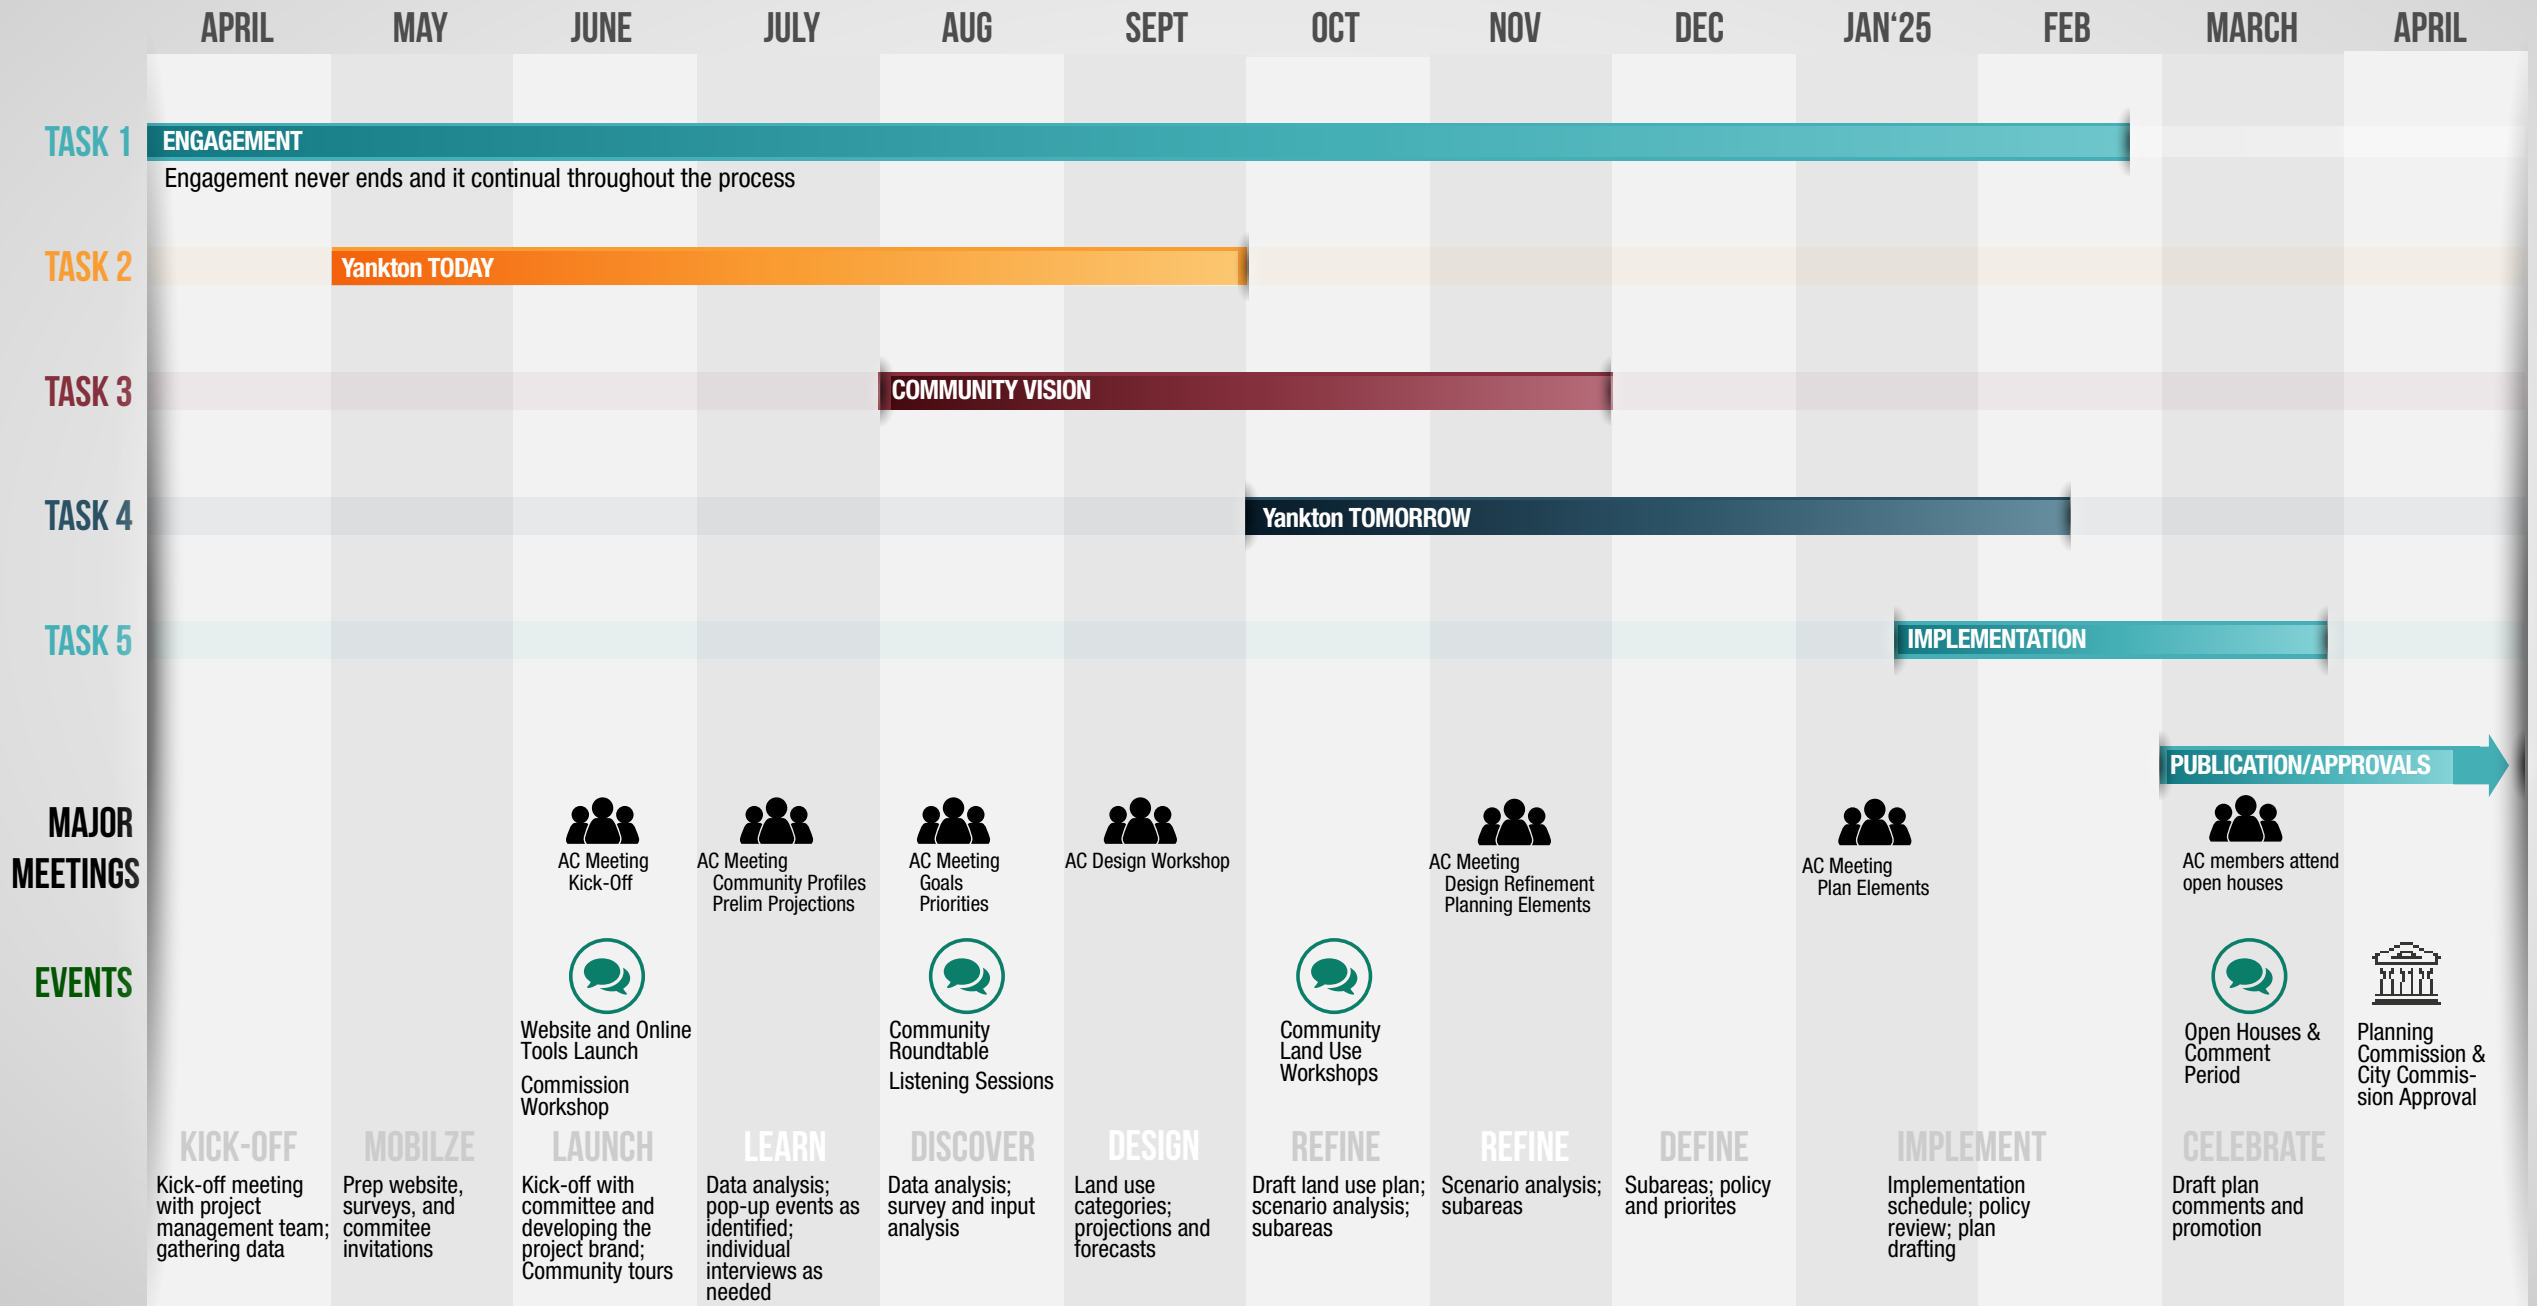 APRIL MAY JUNE JULY AUG SEPT OCT NOV DEC JAN‘25 FEB MARCH APRIL
TASK 1 ENGAGEMENT
Engagement never ends and it continual throughout the process
TASK 2 Yankton TODAY
TASK 3 COMMUNITY VISION
TASK 4 Yankton TOMORROW
TASK 5 IMPLEMENTATION
PUBLICATION/APPROVALS
MAJOR
MEETINGS
AC Meeting
Kick-Off
AC Meeting
Community Profiles
Prelim Projections
AC Meeting
Goals
Priorities
AC Design Workshop
AC Meeting
Design Refinement
Planning Elements
AC Meeting
Plan Elements
AC members attend
open houses
EVENTS
Website and Online
Tools Launch
Commission
Workshop
Community
Roundtable
Listening Sessions
Community
Land Use
Workshops
Open Houses &
Comment
Period
Planning
Commission &
City Commis-
sion Approval
KICK-OFF
Kick-off meeting
with project
management team;
gathering data
MOBILZE
Prep website,
surveys, and
commitee
invitations
LAUNCH
Kick-off with
committee and
developing the
project brand;
Community tours
LEARN
Data analysis;
pop-up events as
identified;
individual
interviews as
needed
DISCOVER
Data analysis;
survey and input
analysis
DESIGN
Land use
categories;
projections and
forecasts
REFINE
Draft land use plan;
scenario analysis;
subareas
REFINE
Scenario analysis;
subareas
DEFINE
Subareas; policy
and priorites
IMPLEMENT
Implementation
schedule; policy
review; plan
drafting
CELEBRATE
Draft plan
comments and
promotion